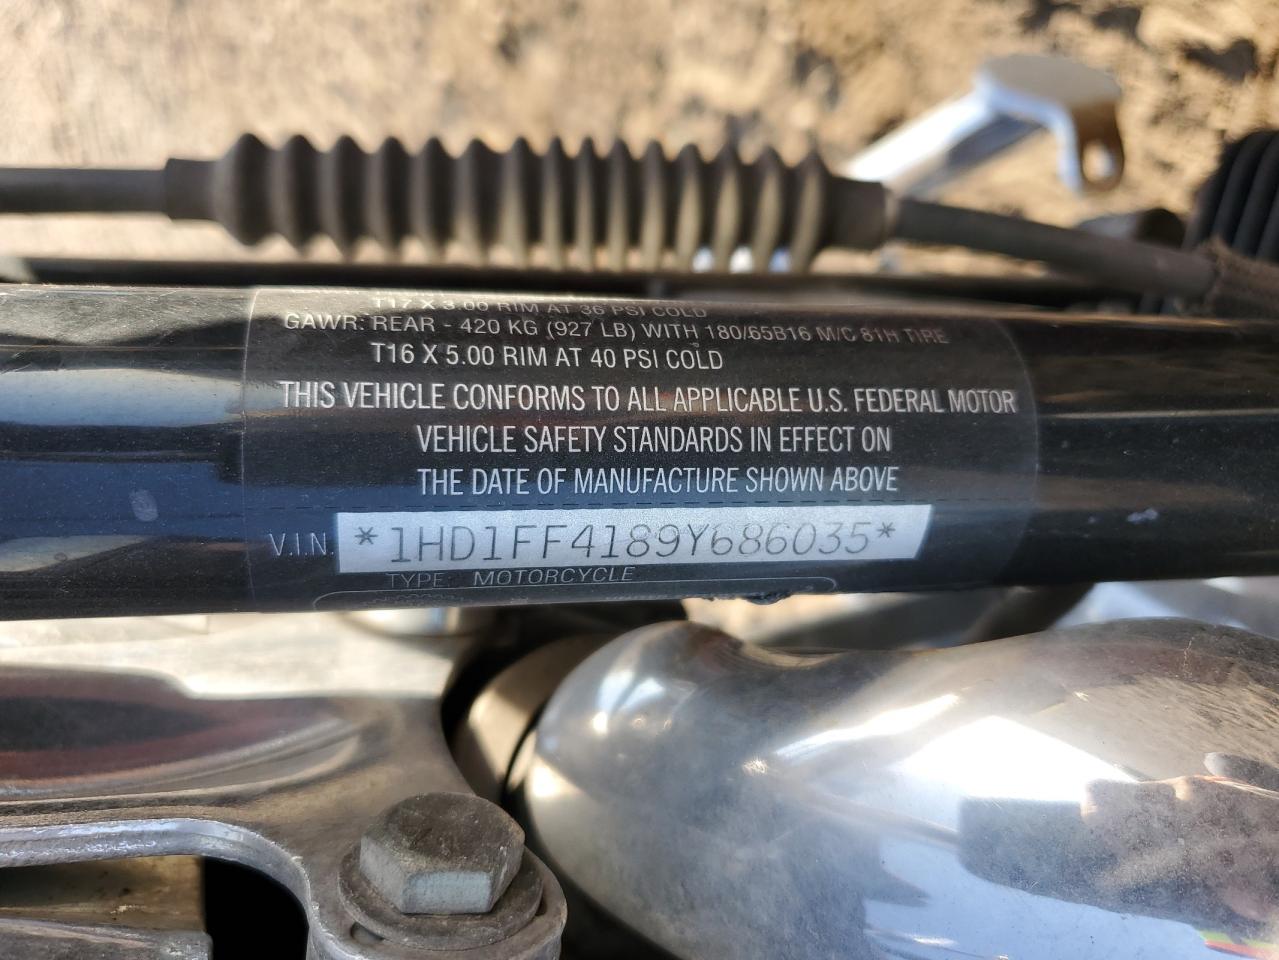 T17 X 3.00 RIM AT 36 PSI COLD
GAWR: REAR - 420 KG (927 LB) WITH 180/65B16 M/C 81H TIRE
T16 X 5.00 RIM AT 40 PSI COLD
THIS VEHICLE CONFORMS TO ALL APPLICABLE U.S. FEDERAL MOTOR
VEHICLE SAFETY STANDARDS IN EFFECT ON
THE DATE OF MANUFACTURE SHOWN ABOVE
V.I.N. *1HD1FF4189Y686035*
TYPE: MOTORCYCLE